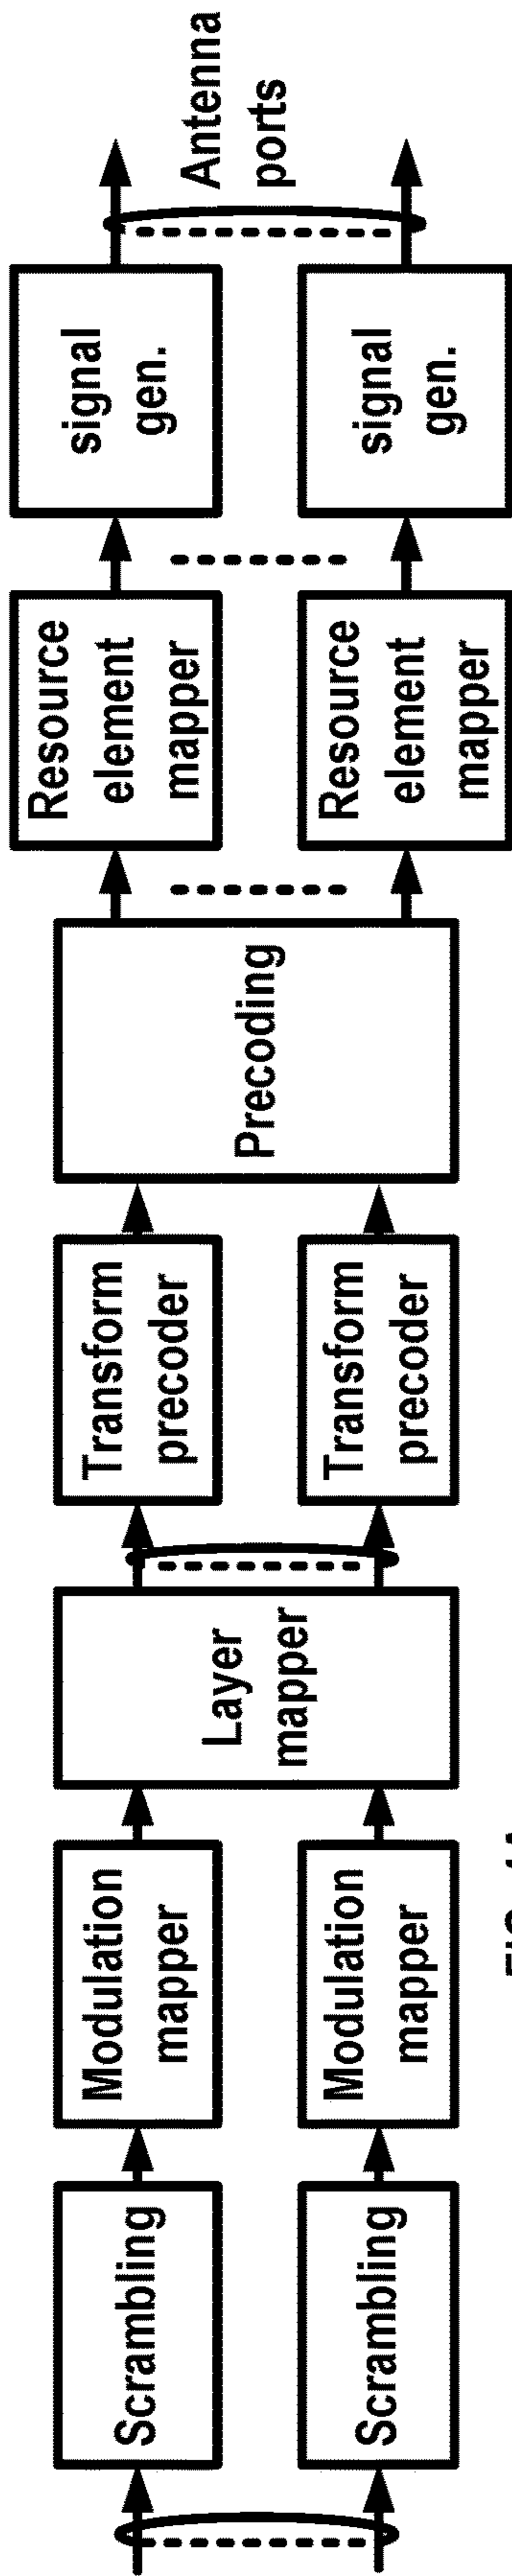 Scrambling
Scrambling
Modulation
mapper
Modulation
mapper
Layer
mapper
Transform
precoder
Transform
precoder
Precoding
Resource
element
mapper
Resource
element
mapper
signal
gen.
signal
gen.
Antenna
ports